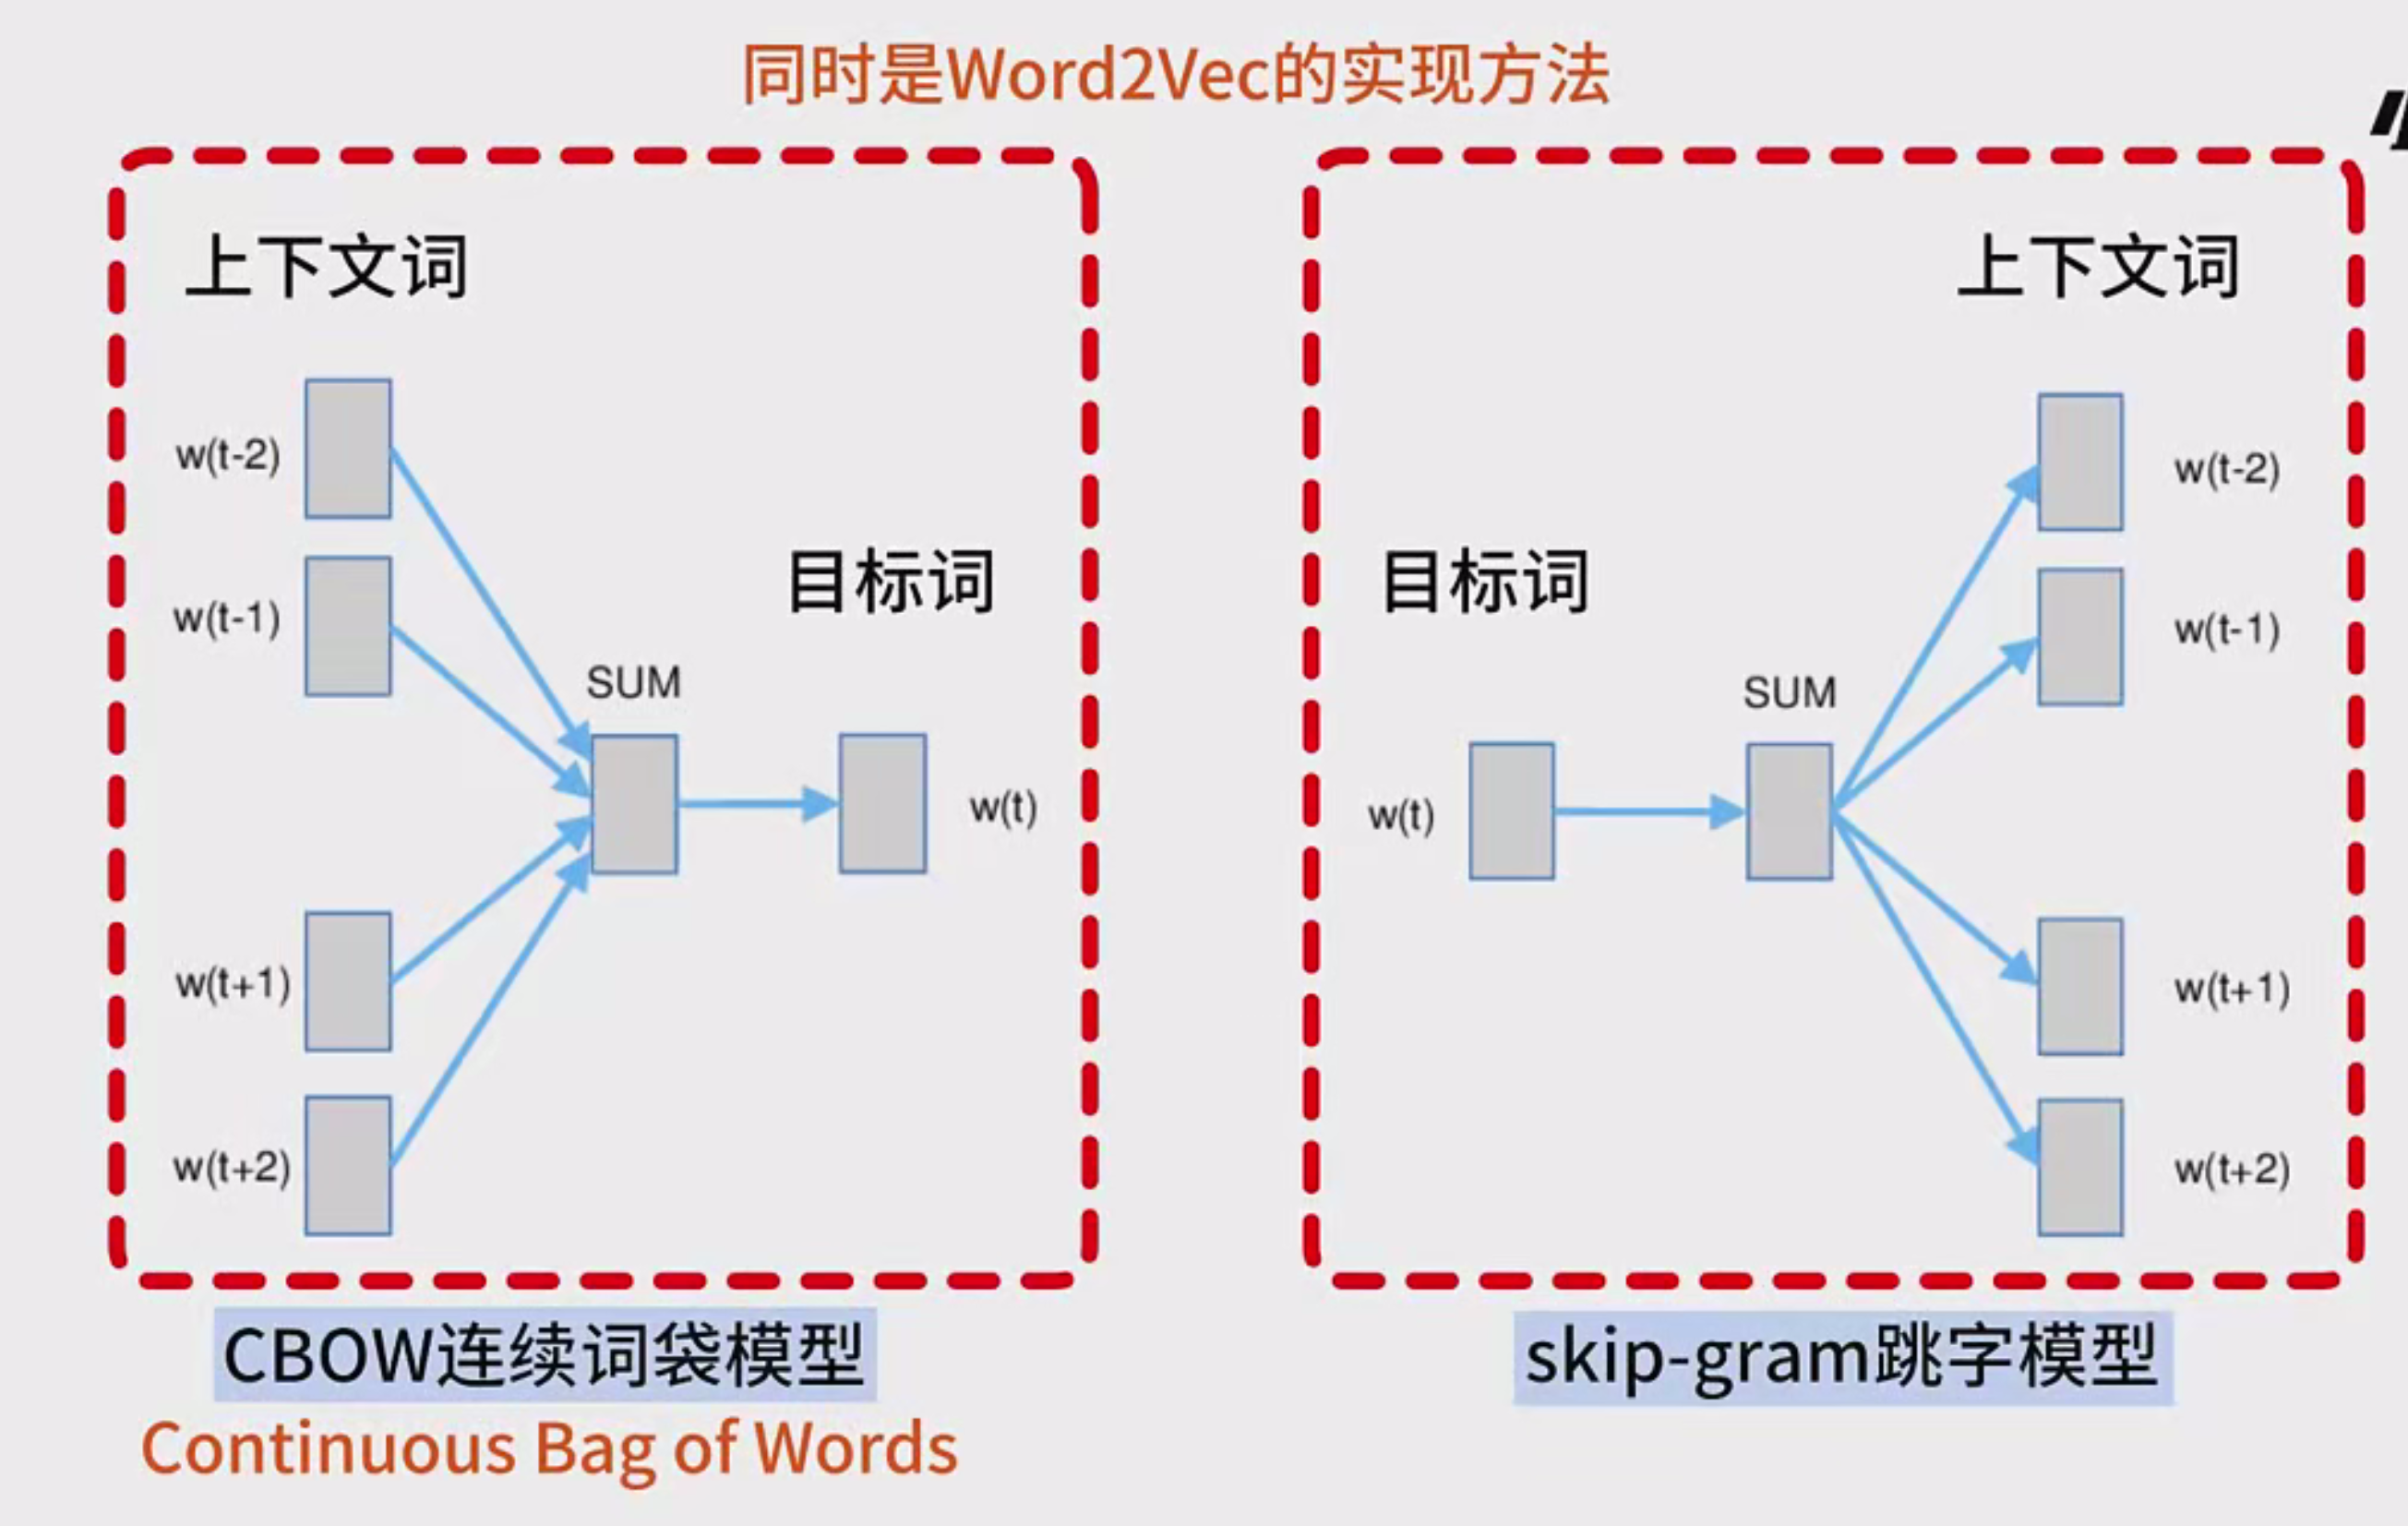 同时是Word2Vec的实现方法
上下文词
w(t-2)
w(t-1)
w(t+1)
w(t+2)
SUM
目标词
w(t)
CBOW连续词袋模型
Continuous Bag of Words
目标词
w(t)
SUM
上下文词
w(t-2)
w(t-1)
w(t+1)
w(t+2)
skip-gram跳字模型